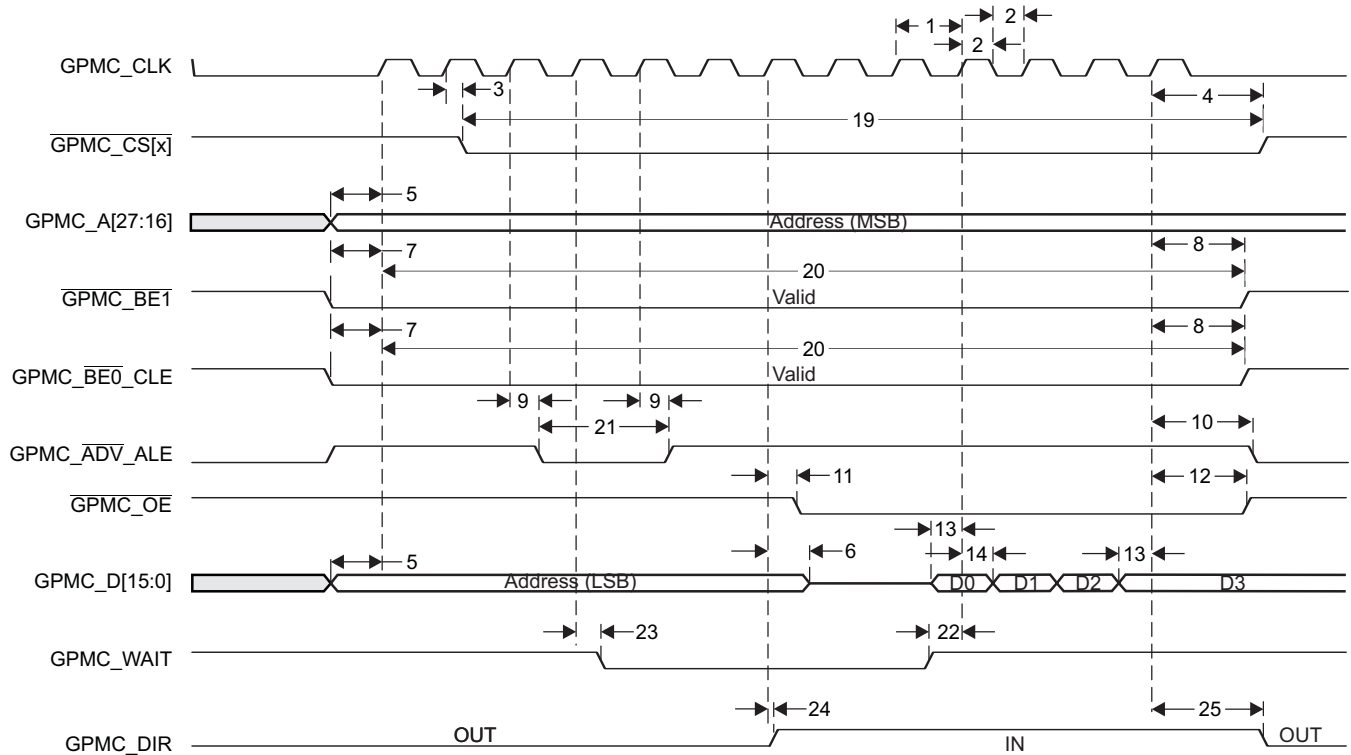 1
2
2
GPMC_CLK
3
4
19
GPMC_CS[x]
5
GPMC_A[27:16]
Address (MSB)
7
8
20
GPMC_BE1
Valid
7
8
20
GPMC_BE0_CLE
Valid
9
9
21
10
GPMC_ADV_ALE
11
12
GPMC_OE
13
6
14
13
5
GPMC_D[15:0]
Address (LSB)
D0
D1
D2
D3
23
22
GPMC_WAIT
24
25
GPMC_DIR
OUT
IN
OUT